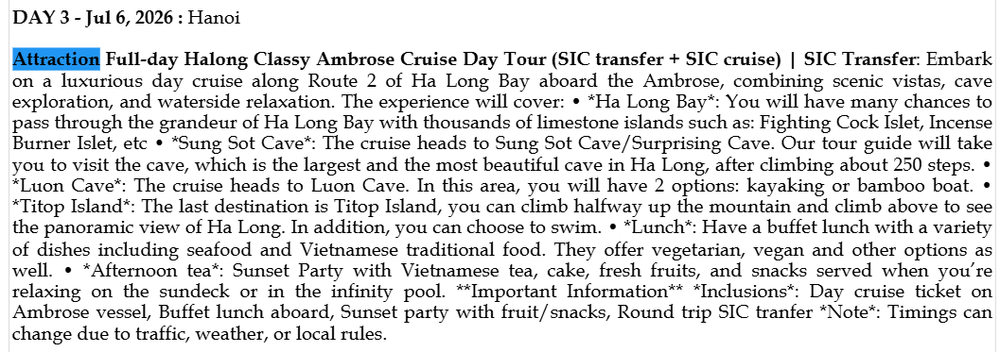 DAY 3 - Jul 6, 2026 : Hanoi
Attraction Full-day Halong Classy Ambrose Cruise Day Tour (SIC transfer + SIC cruise) | SIC Transfer: Embark
on a luxurious day cruise along Route 2 of Ha Long Bay aboard the Ambrose, combining scenic vistas, cave
exploration, and waterside relaxation. The experience will cover: • *Ha Long Bay*: You will have many chances to
pass through the grandeur of Ha Long Bay with thousands of limestone islands such as: Fighting Cock Islet, Incense
Burner Islet, etc • *Sung Sot Cave*: The cruise heads to Sung Sot Cave/Surprising Cave. Our tour guide will take
you to visit the cave, which is the largest and the most beautiful cave in Ha Long, after climbing about 250 steps. •
*Luon Cave*: The cruise heads to Luon Cave. In this area, you will have 2 options: kayaking or bamboo boat. •
*Titop Island*: The last destination is Titop Island, you can climb halfway up the mountain and climb above to see
the panoramic view of Ha Long. In addition, you can choose to swim. • *Lunch*: Have a buffet lunch with a variety
of dishes including seafood and Vietnamese traditional food. They offer vegetarian, vegan and other options as
well. • *Afternoon tea*: Sunset Party with Vietnamese tea, cake, fresh fruits, and snacks served when you're
relaxing on the sundeck or in the infinity pool. **Important Information** *Inclusions*: Day cruise ticket on
Ambrose vessel, Buffet lunch aboard, Sunset party with fruit/snacks, Round trip SIC tranfer *Note*: Timings can
change due to traffic, weather, or local rules.